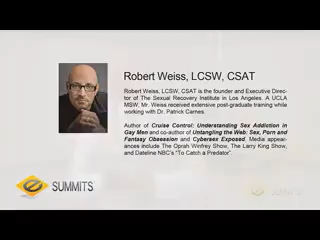 Robert Weiss, LCSW, CSAT
Robert Weiss, LCSW, CSAT is the founder and Executive Direc-
tor of The Sexual Recovery Institute in Los Angeles. A UCLA
MSW, Mr. Weiss received extensive post-graduate training while
working with Dr. Patrick Carnes.
Author of Cruise Control: Understanding Sex Addiction in
Gay Men and co-author of Untangling the Web: Sex, Porn and
Fantasy Obsession and Cybersex Exposed. Media appear-
ances include The Oprah Winfrey Show, The Larry King Show,
and Dateline NBC's "To Catch a Predator".
e SUMMITS
SUMMITS